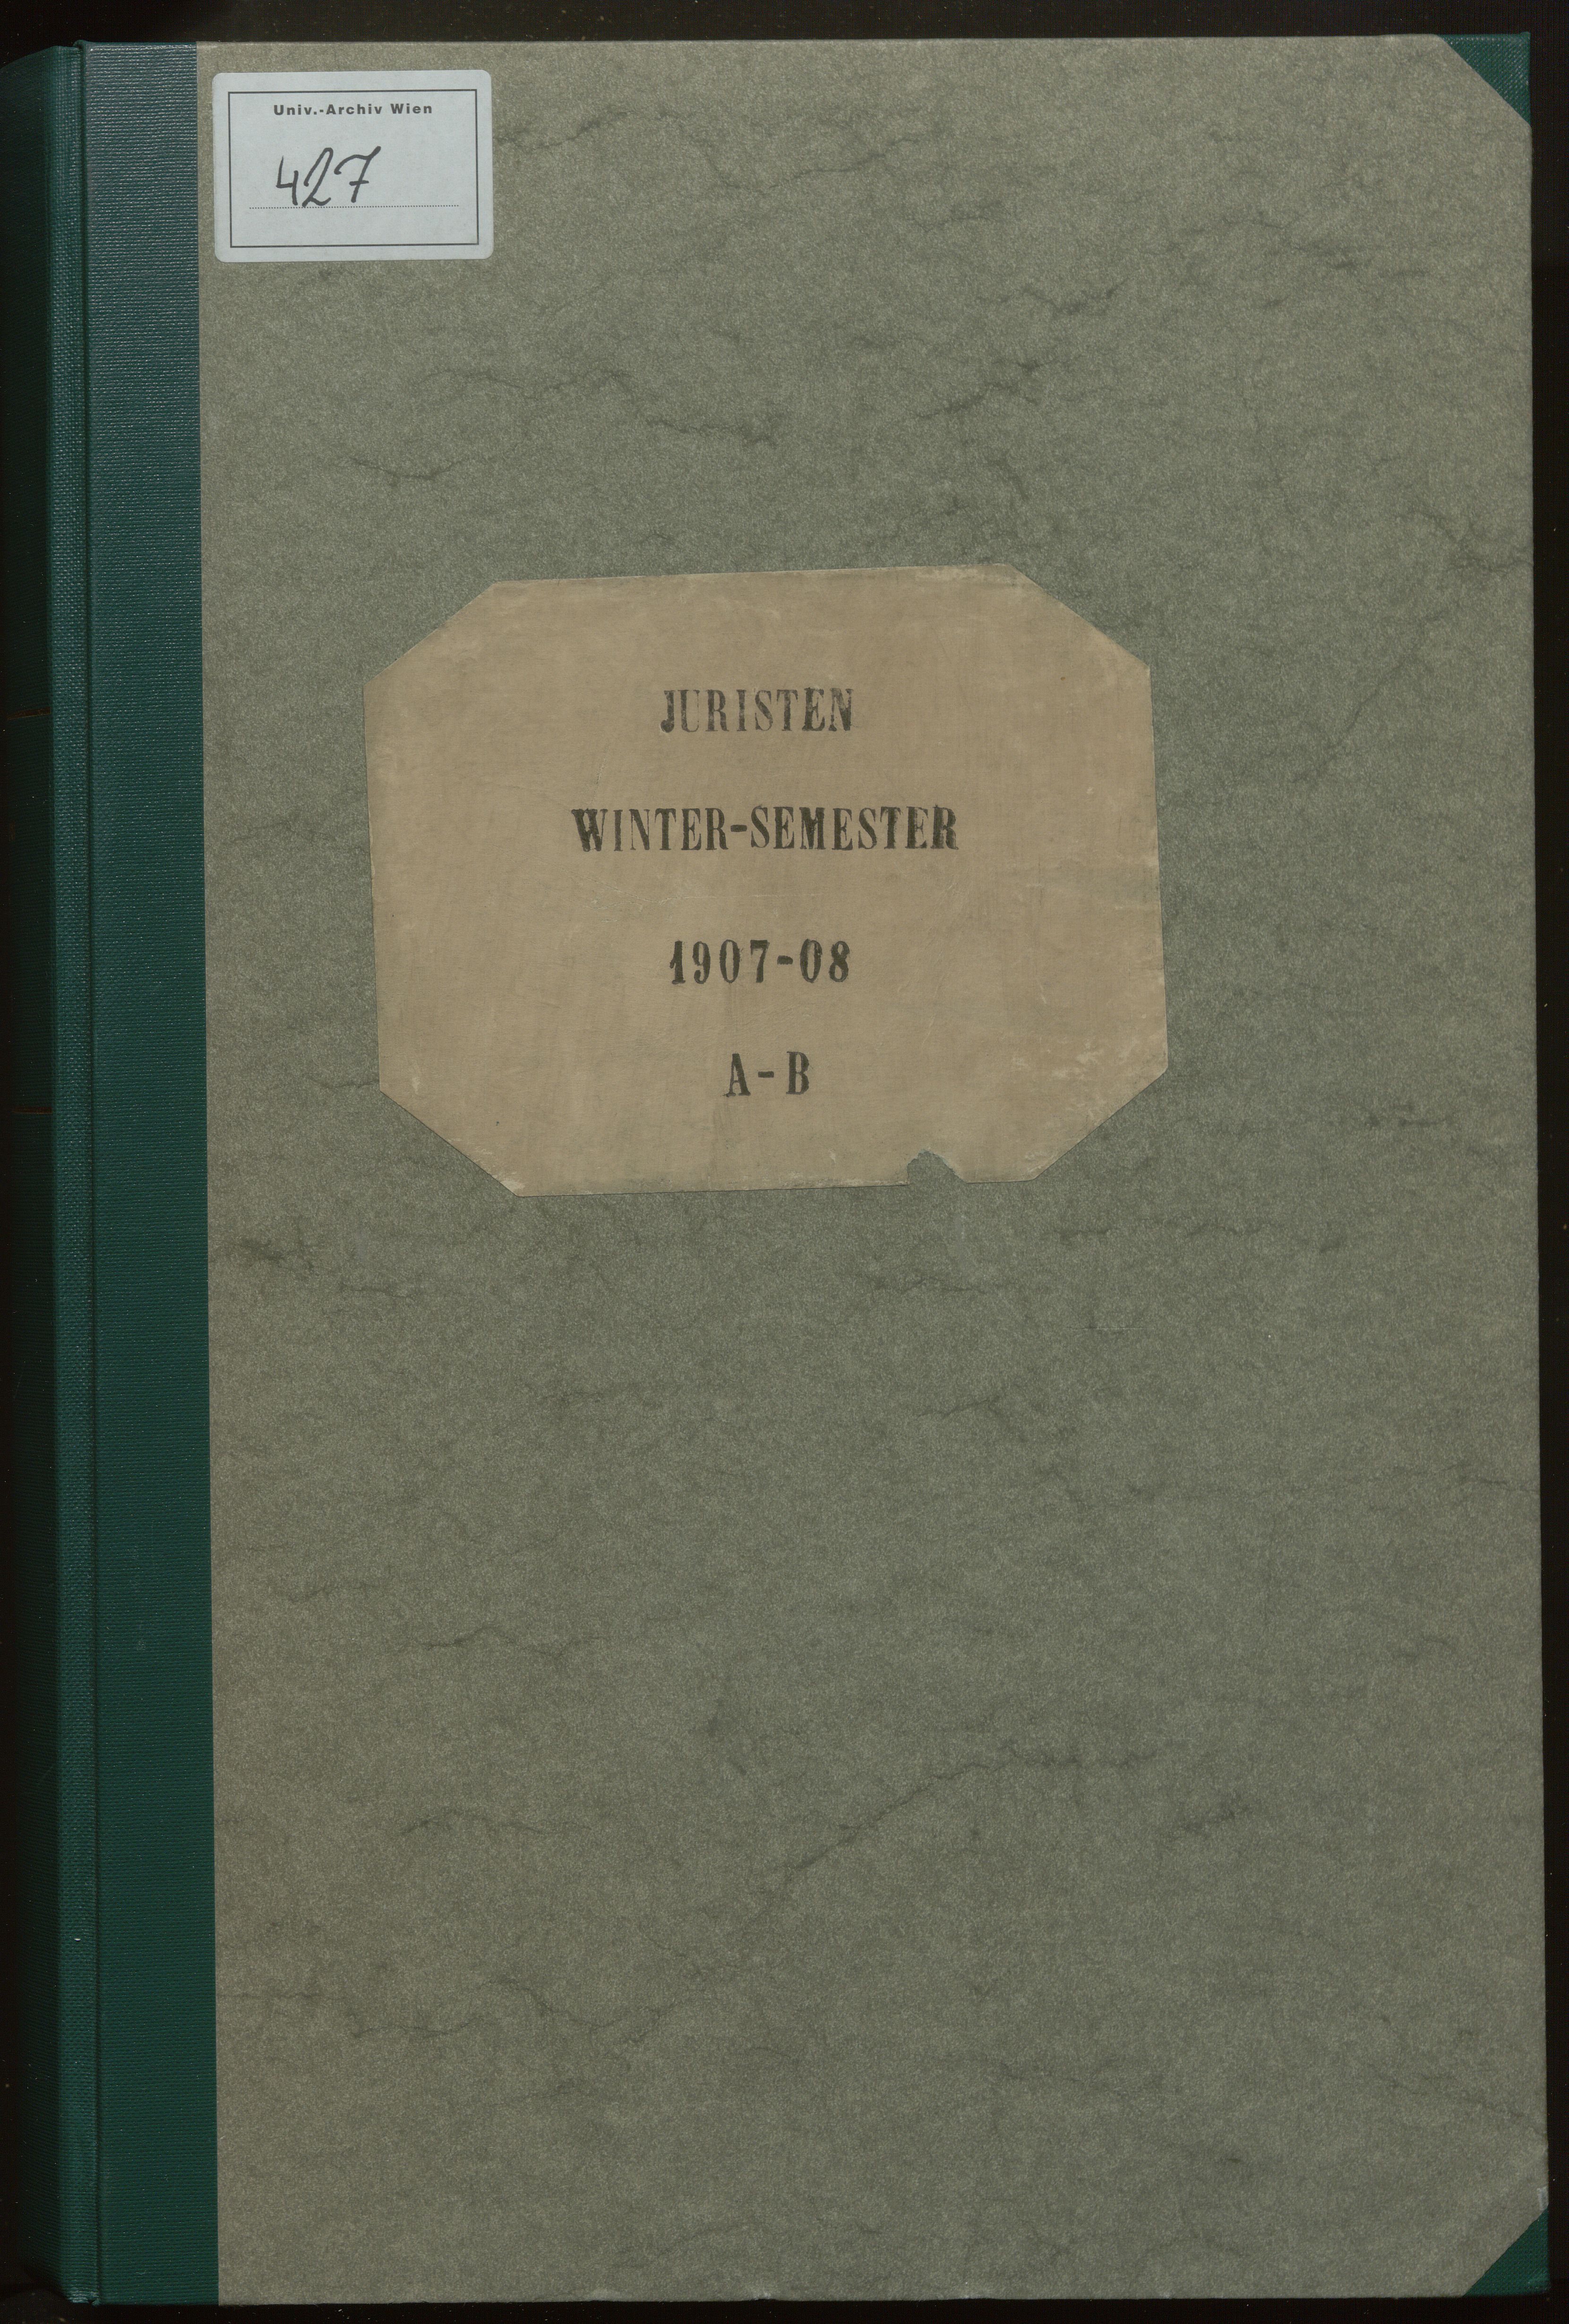 Univ.-Archiv Wien
427
JURISTEN
WINTER-SEMESTER
1907-08
A-B